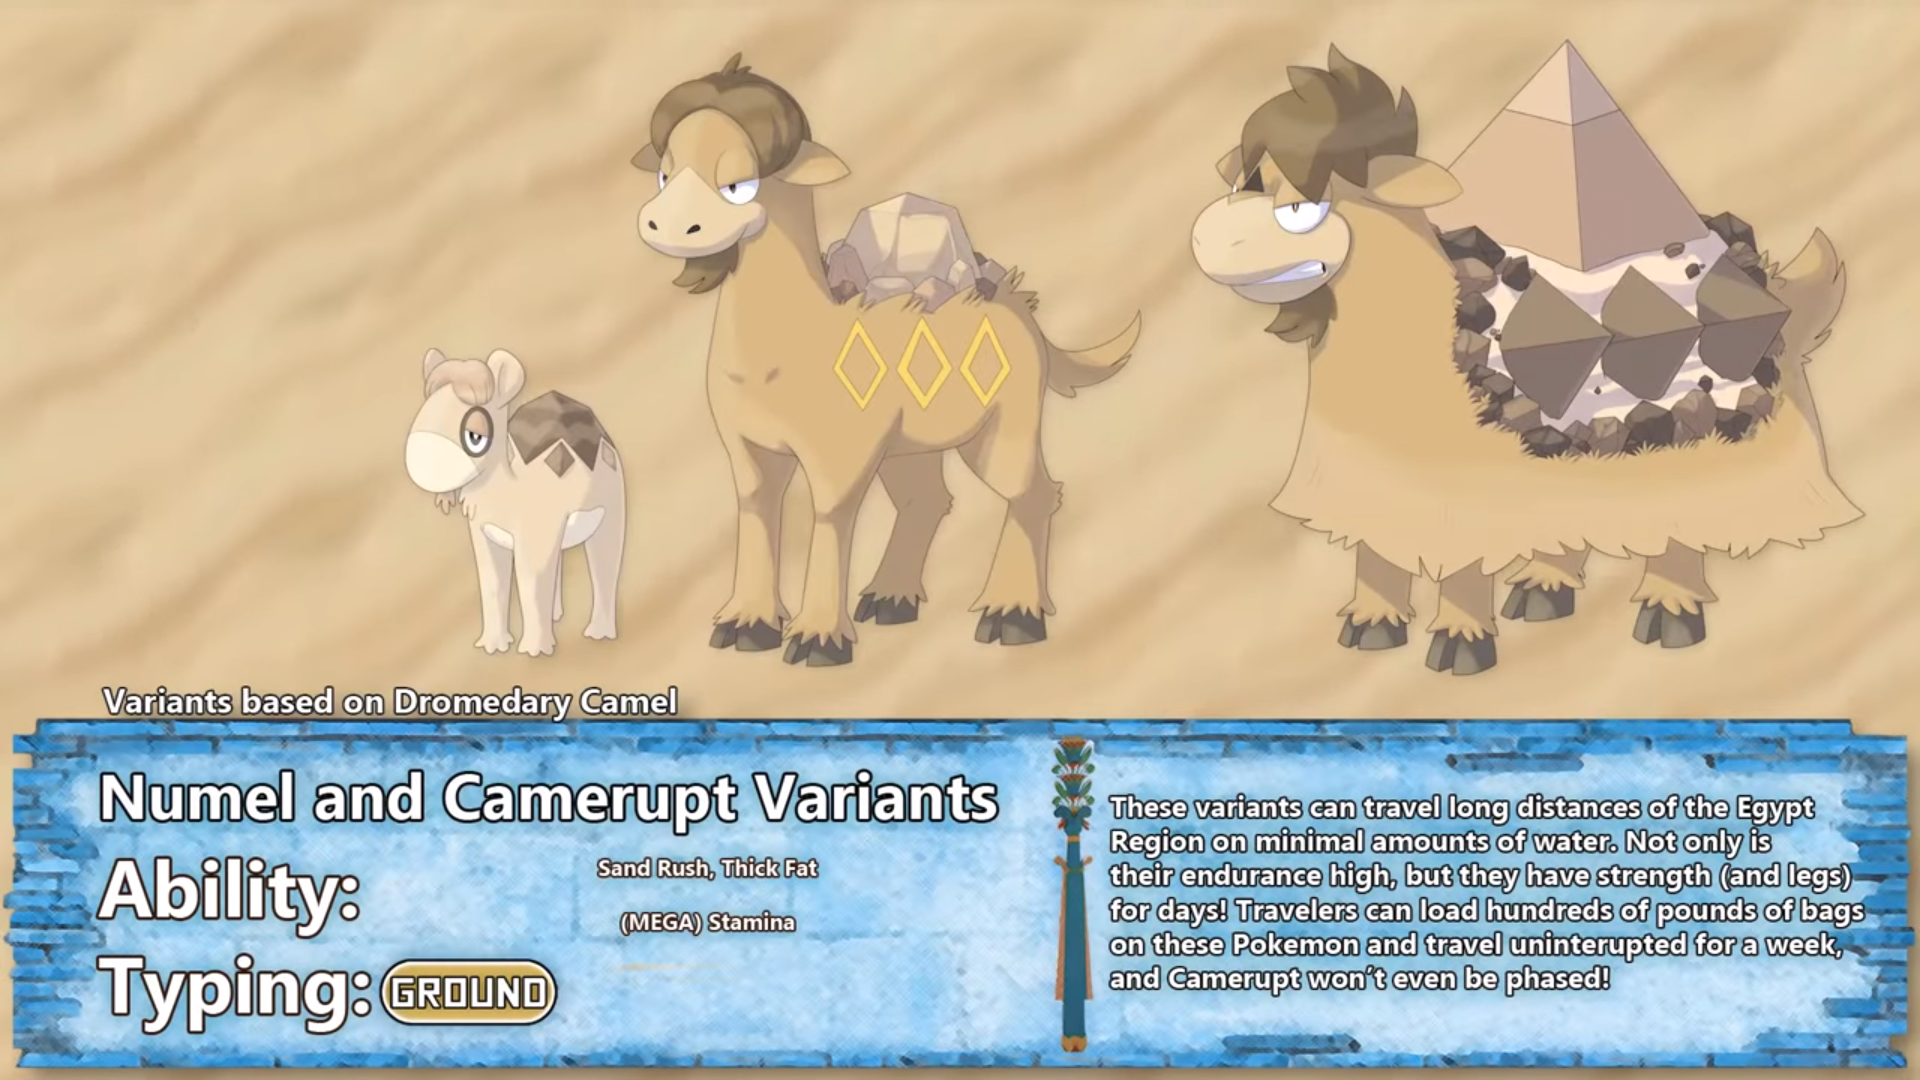 Variants based on Dromedary Camel
Numel and Camerupt Variants
Ability:
Sand Rush, Thick Fat
(MEGA) Stamina
Typing: GROUND
These variants can travel long distances of the Egypt
Region on minimal amounts of water. Not only is
their endurance high, but they have strength (and legs)
for days! Travelers can load hundreds of pounds of bags
on these Pokemon and travel uninterupted for a week,
and Camerupt won't even be phased!